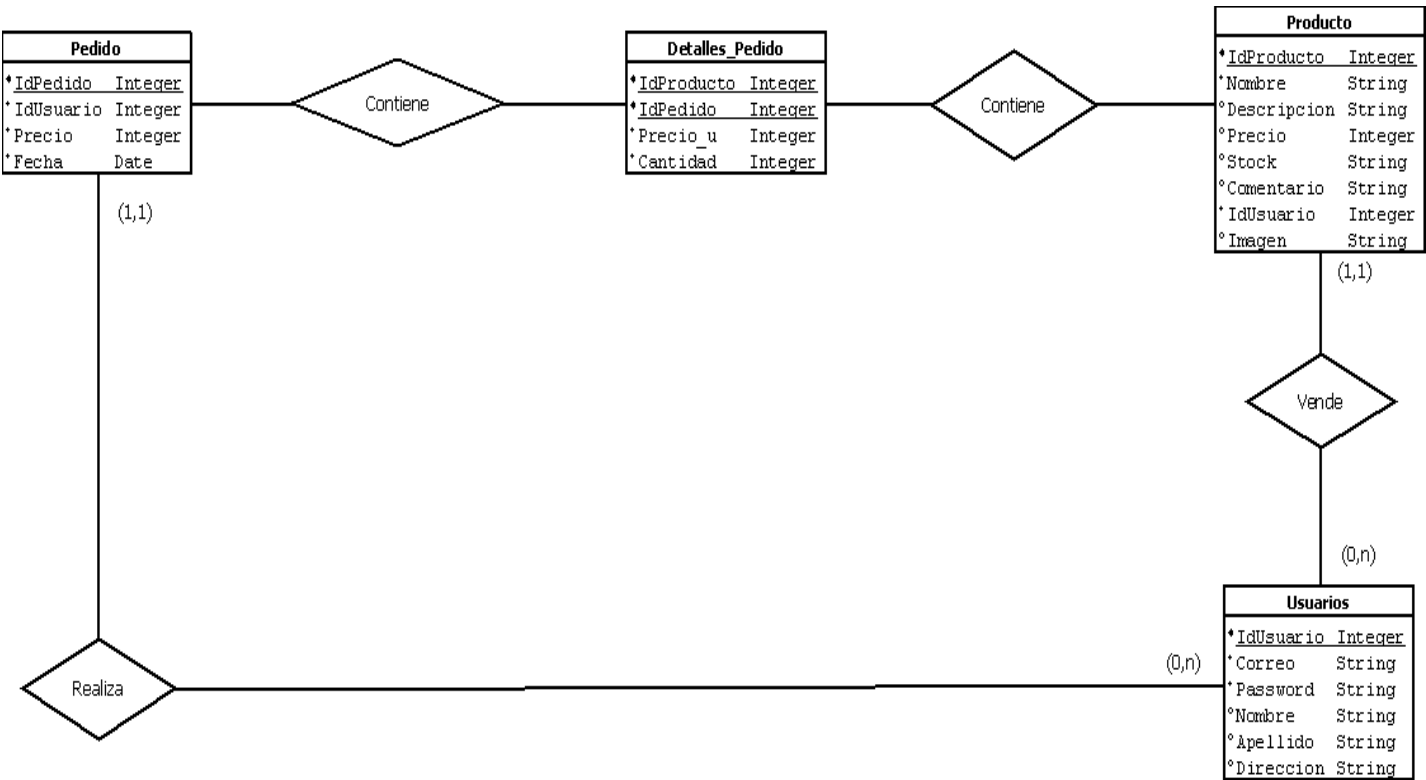 Pedido
IdPedido Integer
IdUsuario Integer
Precio Integer
Fecha Date
(1,1)
Contiene
Detalles_Pedido
IdProducto Integer
IdPedido Integer
Precio_u Integer
Cantidad Integer
Contiene
Producto
IdProducto Integer
Nombre String
Descripcion String
Precio Integer
Stock String
Comentario String
IdUsuario Integer
Imagen String
(1,1)
Vende
(0,n)
Usuarios
IdUsuario Integer
Correo String
Password String
Nombre String
Apellido String
Direccion String
(0,n)
Realiza